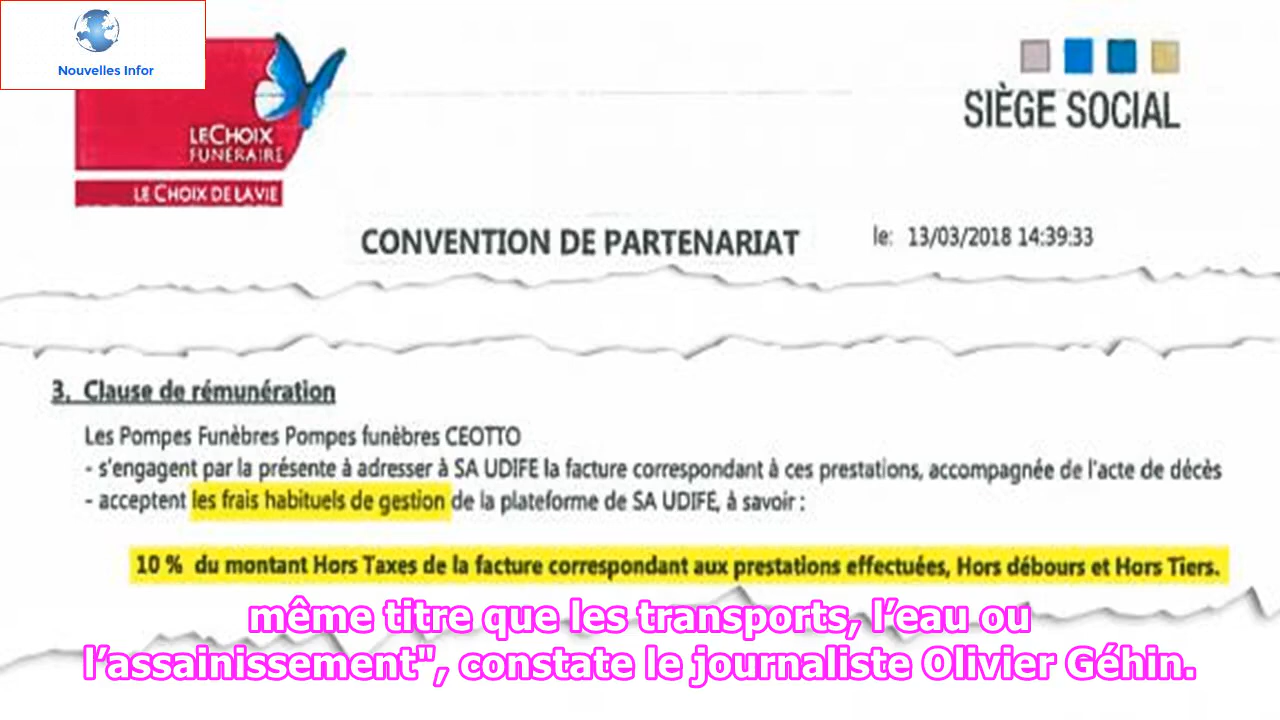 Nouvelles Infor
LE CHOIX
FUNÉRAIRE
LE CHOIX DE LA VIE
SIÈGE SOCIAL
CONVENTION DE PARTENARIAT
le: 13/03/2018 14:39:33
3. Clause de rémunération
Les Pompes Funèbres Pompes funèbres CEOTTO
- s'engagent par la présente à adresser à SA UDIFE la facture correspondant à ces prestations, accompagnée de l'acte de décès
- acceptent les frais habituels de gestion de la plateforme de SA UDIFE, à savoir :
10 % du montant Hors Taxes de la facture correspondant aux prestations effectuées, Hors débours et Hors Tiers.
même titre que les transports, l’eau ou
l’assainissement", constate le journaliste Olivier Géhin.